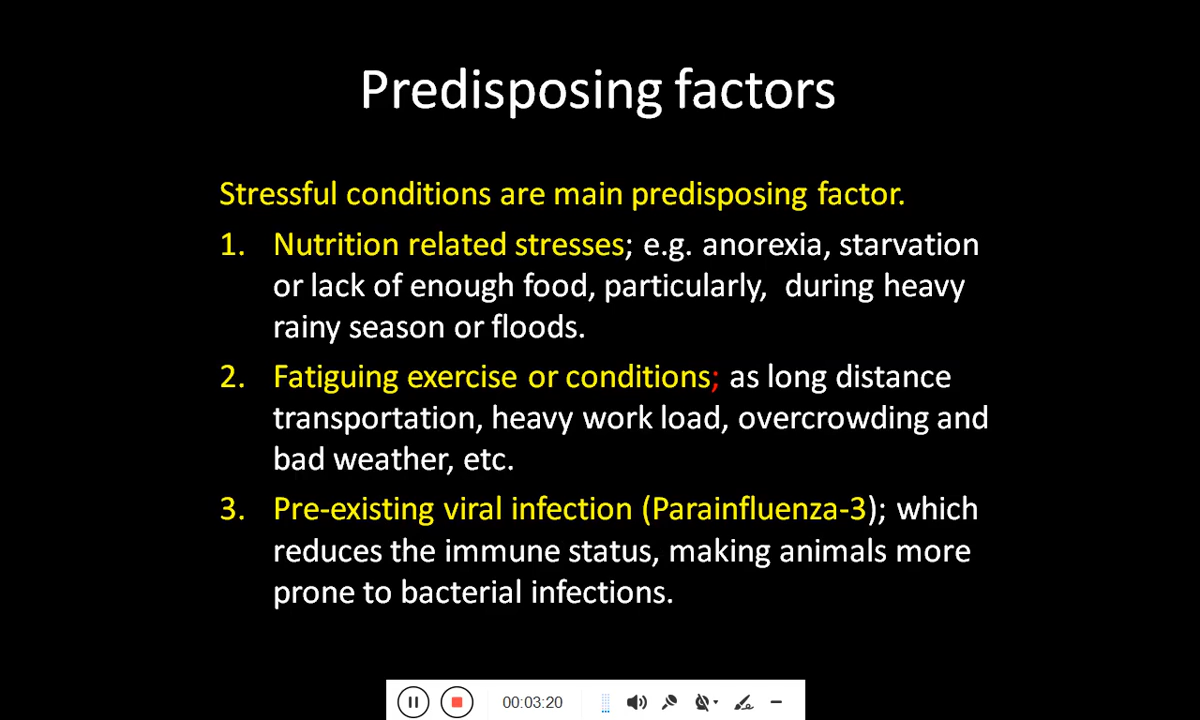 Predisposing factors
Stressful conditions are main predisposing factor.
1. Nutrition related stresses; e.g. anorexia, starvation
or lack of enough food, particularly, during heavy
rainy season or floods.
2. Fatiguing exercise or conditions; as long distance
transportation, heavy work load, overcrowding and
bad weather, etc.
3. Pre-existing viral infection (Parainfluenza-3); which
reduces the immune status, making animals more
prone to bacterial infections.
00:03:20